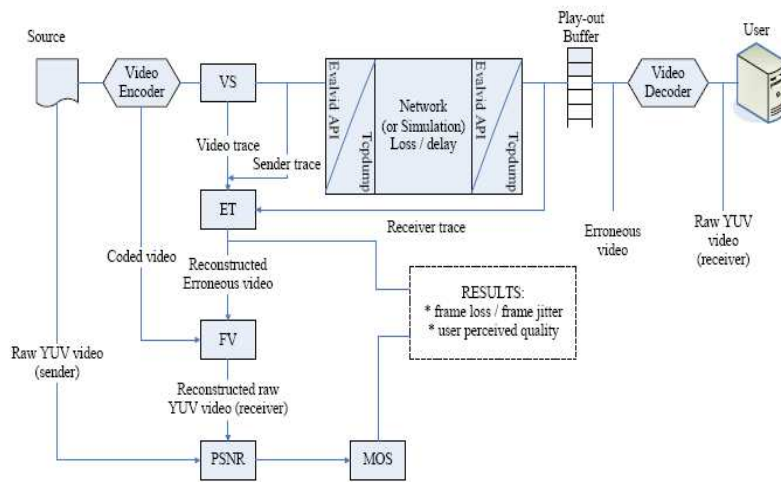 Source
Play-out
Buffer
User
Video
Encoder
VS
Evalvid API
Tcpdump
Network
(or Simulation)
Loss / delay
Evalvid API
Tcpdump
Video
Decoder
Video trace
Sender trace
ET
Receiver trace
Erroneous
video
Raw YUV
video
(receiver)
Coded video
Reconstructed
Erroneous video
RESULTS:
* frame loss / frame jitter
* user perceived quality
FV
Raw YUV video
(sender)
Reconstructed raw
YUV video (receiver)
PSNR
MOS